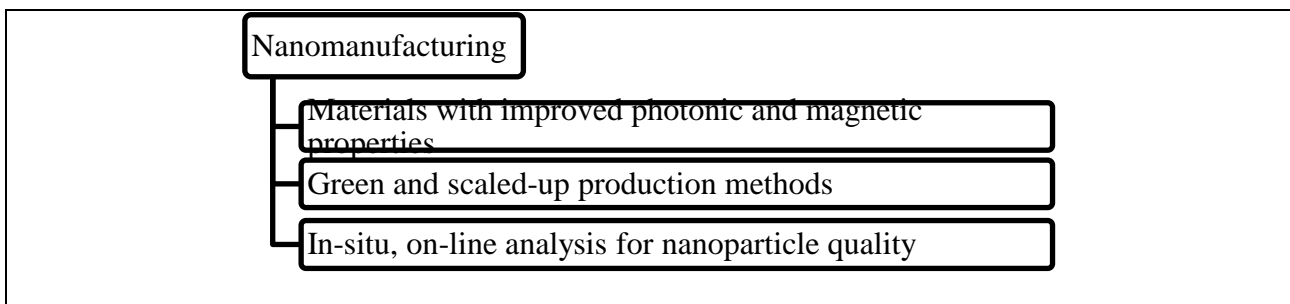 Nanomanufacturing
Materials with improved photonic and magnetic
properties
Green and scaled-up production methods
In-situ, on-line analysis for nanoparticle quality